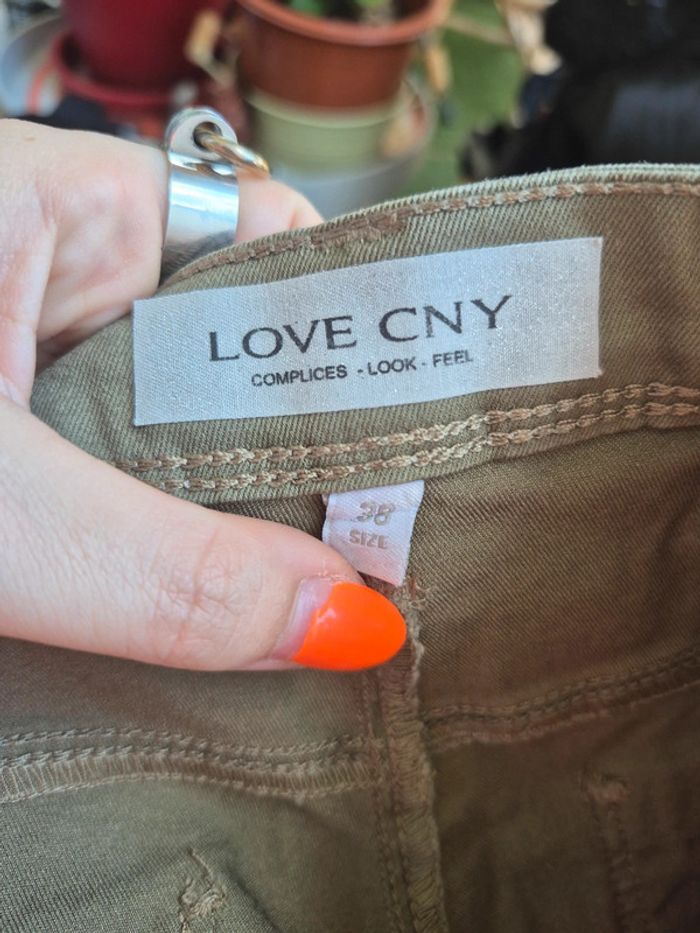 LOVE CNY
COMPLICES - LOOK - FEEL
38
SIZE